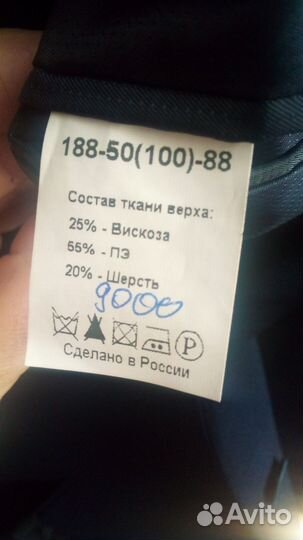 188-50(100)-88
Состав ткани верха:
25% - Вискоза
55% - ПЭ
20% - Шерсть
9000
P
Сделано в России
Avito